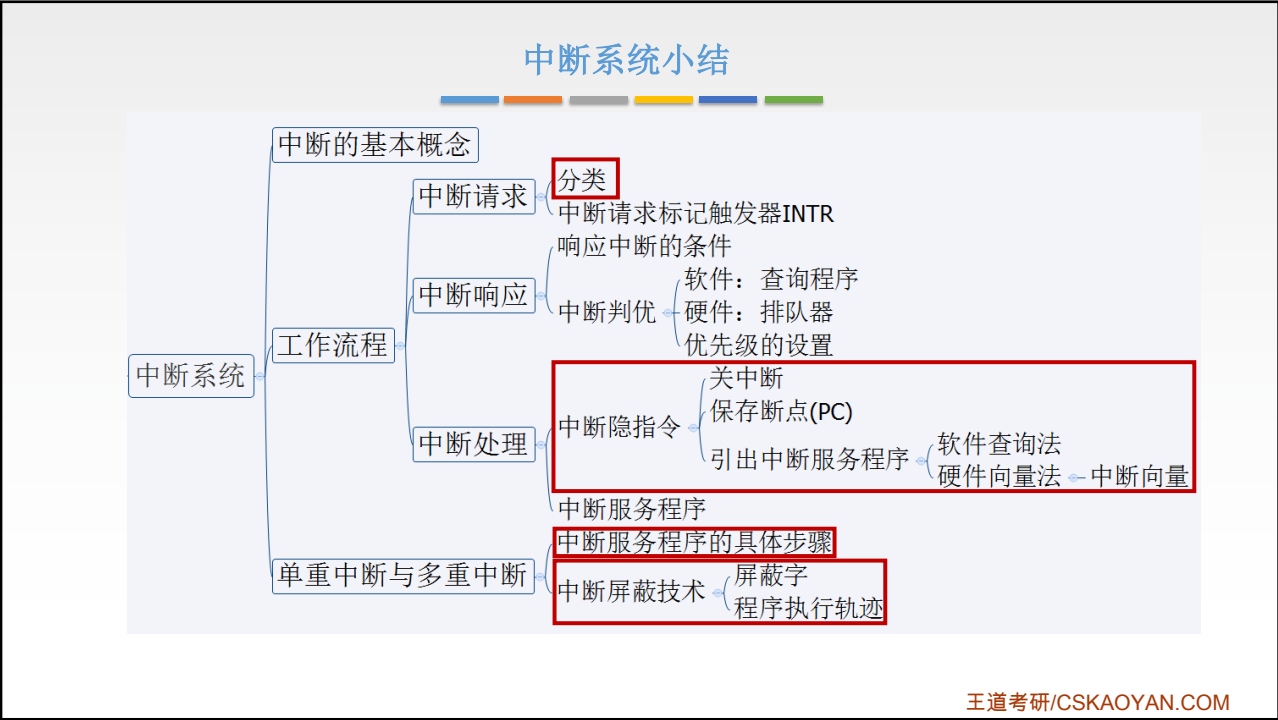 中断系统小结
中断的基本概念
分类
中断请求
中断请求标记触发器INTR
响应中断的条件
软件：查询程序
中断响应
中断判优
硬件：排队器
优先级的设置
工作流程
中断系统
关中断
保存断点(PC)
中断隐指令
中断处理
引出中断服务程序
软件查询法
硬件向量法
中断向量
中断服务程序
中断服务程序的具体步骤
单重中断与多重中断
屏蔽字
中断屏蔽技术
程序执行轨迹
王道考研/CSKAOYAN.COM